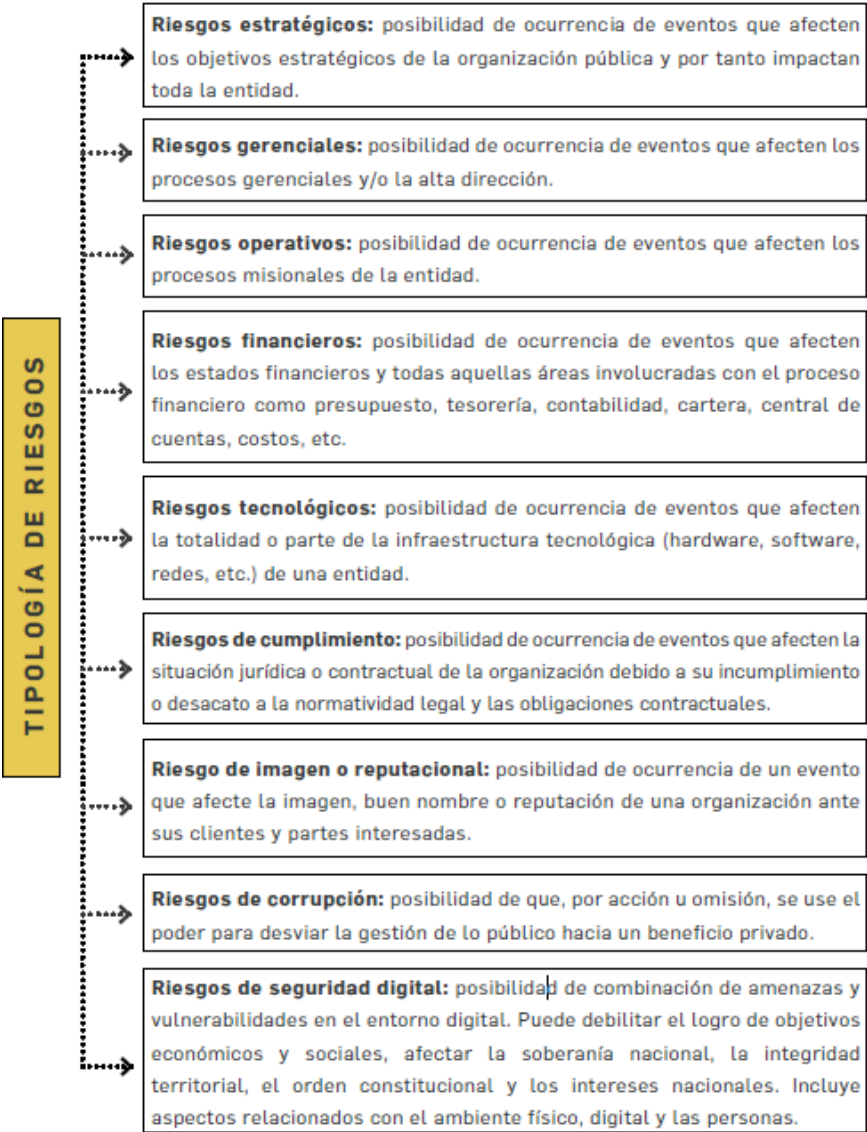 TIPOLOGÍA DE RIESGOS
Riesgos estratégicos: posibilidad de ocurrencia de eventos que afecten
los objetivos estratégicos de la organización pública y por tanto impactan
toda la entidad.
Riesgos gerenciales: posibilidad de ocurrencia de eventos que afecten los
procesos gerenciales y/o la alta dirección.
Riesgos operativos: posibilidad de ocurrencia de eventos que afecten los
procesos misionales de la entidad.
Riesgos financieros: posibilidad de ocurrencia de eventos que afecten
los estados financieros y todas aquellas áreas involucradas con el proceso
financiero como presupuesto, tesorería, contabilidad, cartera, central de
cuentas, costos, etc.
Riesgos tecnológicos: posibilidad de ocurrencia de eventos que afecten
la totalidad o parte de la infraestructura tecnológica (hardware, software,
redes, etc.) de una entidad.
Riesgos de cumplimiento: posibilidad de ocurrencia de eventos que afecten la
situación jurídica o contractual de la organización debido a su incumplimiento
o desacato a la normatividad legal y las obligaciones contractuales.
Riesgo de imagen o reputacional: posibilidad de ocurrencia de un evento
que afecte la imagen, buen nombre o reputación de una organización ante
sus clientes y partes interesadas.
Riesgos de corrupción: posibilidad de que, por acción u omisión, se use el
poder para desviar la gestión de lo público hacia un beneficio privado.
Riesgos de seguridad digital: posibilidad de combinación de amenazas y
vulnerabilidades en el entorno digital. Puede debilitar el logro de objetivos
económicos y sociales, afectar la soberanía nacional, la integridad
territorial, el orden constitucional y los intereses nacionales. Incluye
aspectos relacionados con el ambiente físico, digital y las personas.